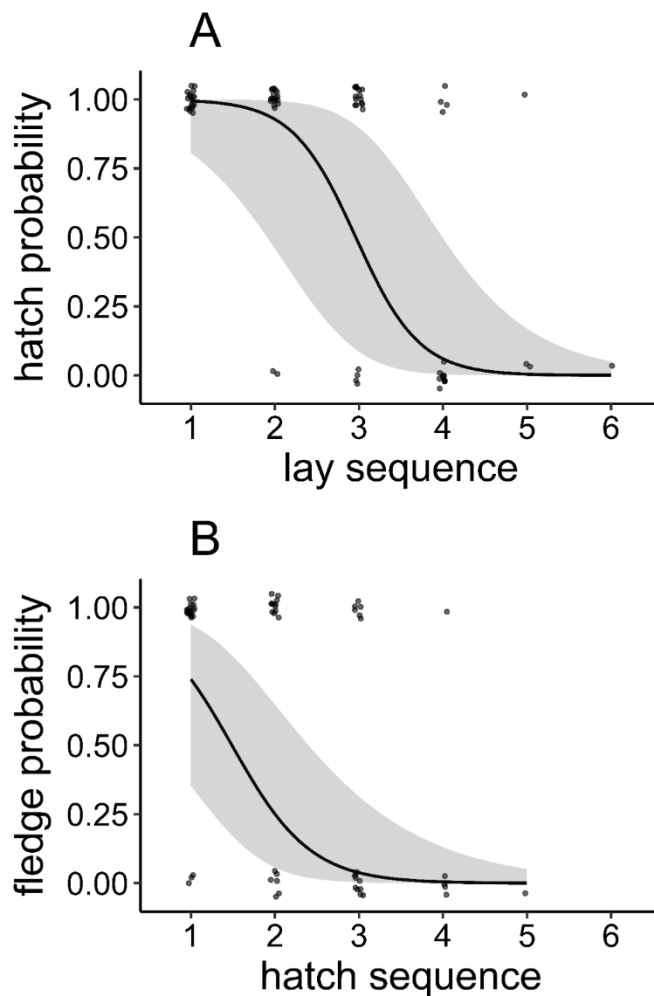 A
hatch probability
1.00
0.75
0.50
0.25
0.00
1 2 3 4 5 6
lay sequence
B
fledge probability
1.00
0.75
0.50
0.25
0.00
1 2 3 4 5 6
hatch sequence